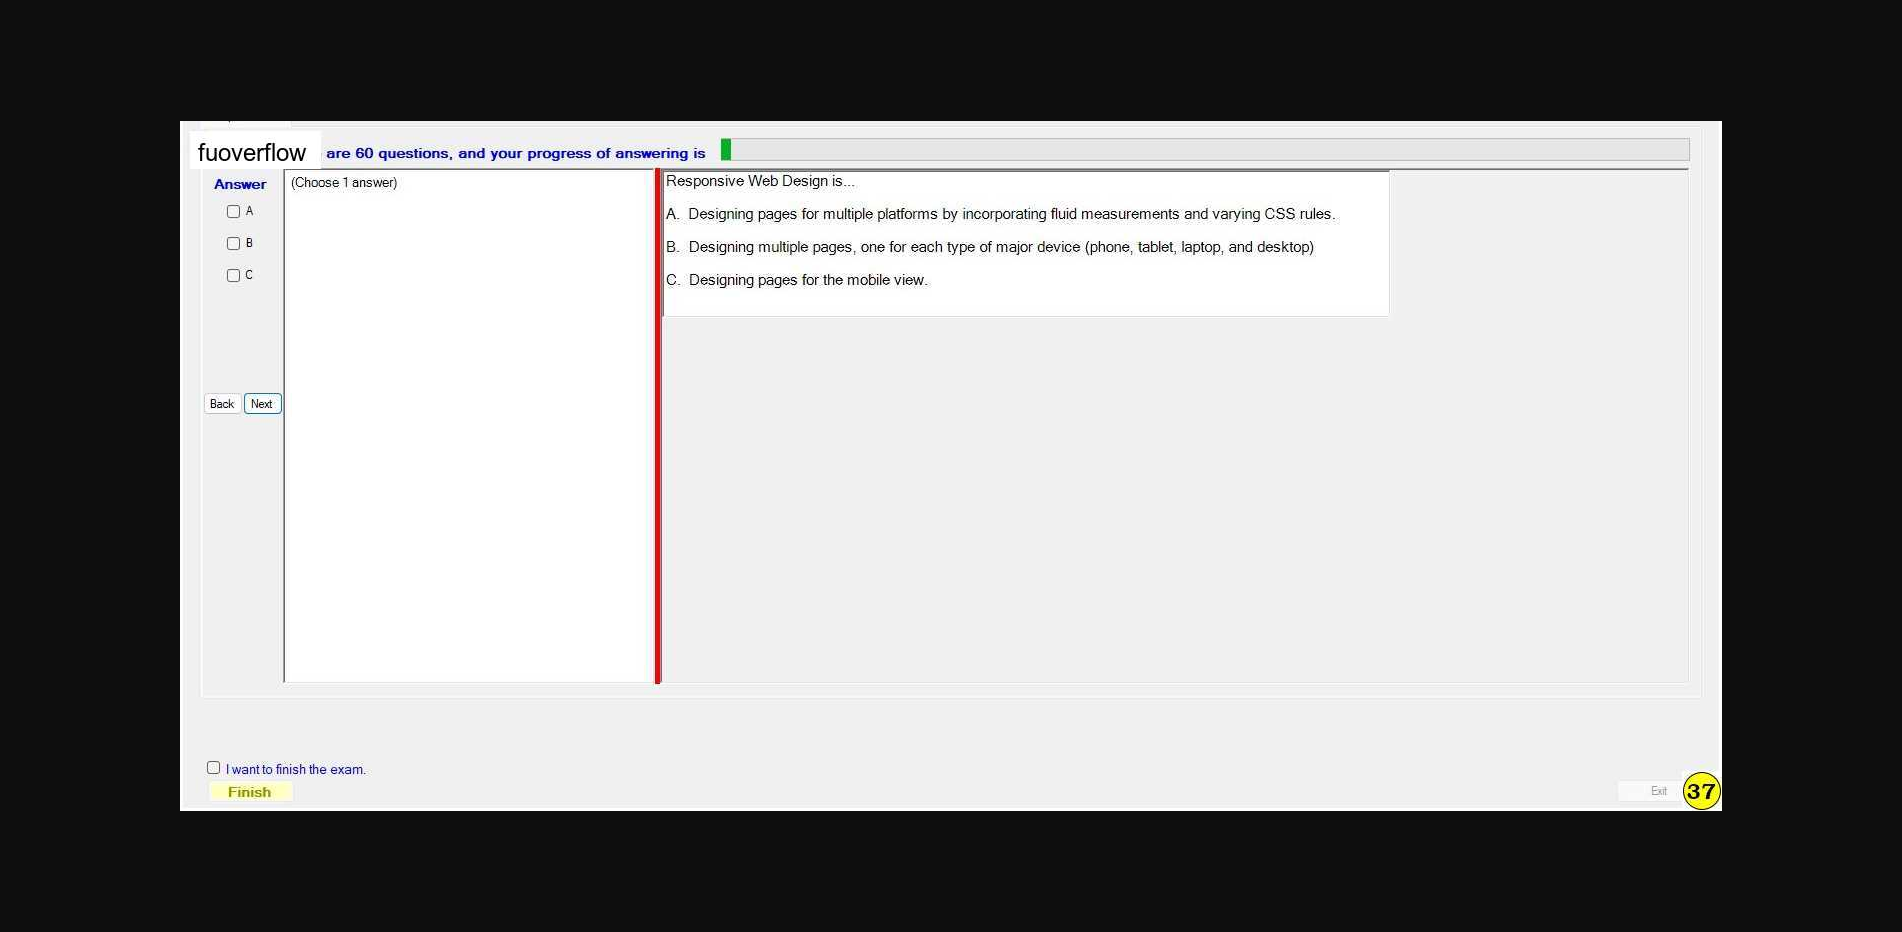 fuoverflow are 60 questions, and your progress of answering is
Answer
A
B
C
Back Next
(Choose 1 answer)
Responsive Web Design is...
A. Designing pages for multiple platforms by incorporating fluid measurements and varying CSS rules.
B. Designing multiple pages, one for each type of major device (phone, tablet, laptop, and desktop)
C. Designing pages for the mobile view.
I want to finish the exam.
Finish
Exit
37